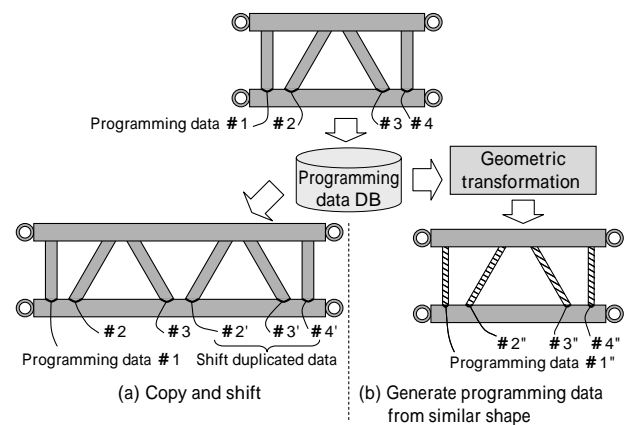 Programming data #1 #2 #3 #4
Programming
data DB
Geometric
transformation
#2 #3 #2' #3' #4'
Programming data #1 Shift duplicated data
#2" #3" #4"
Programming data #1"
(a) Copy and shift
(b) Generate programming data
from similar shape